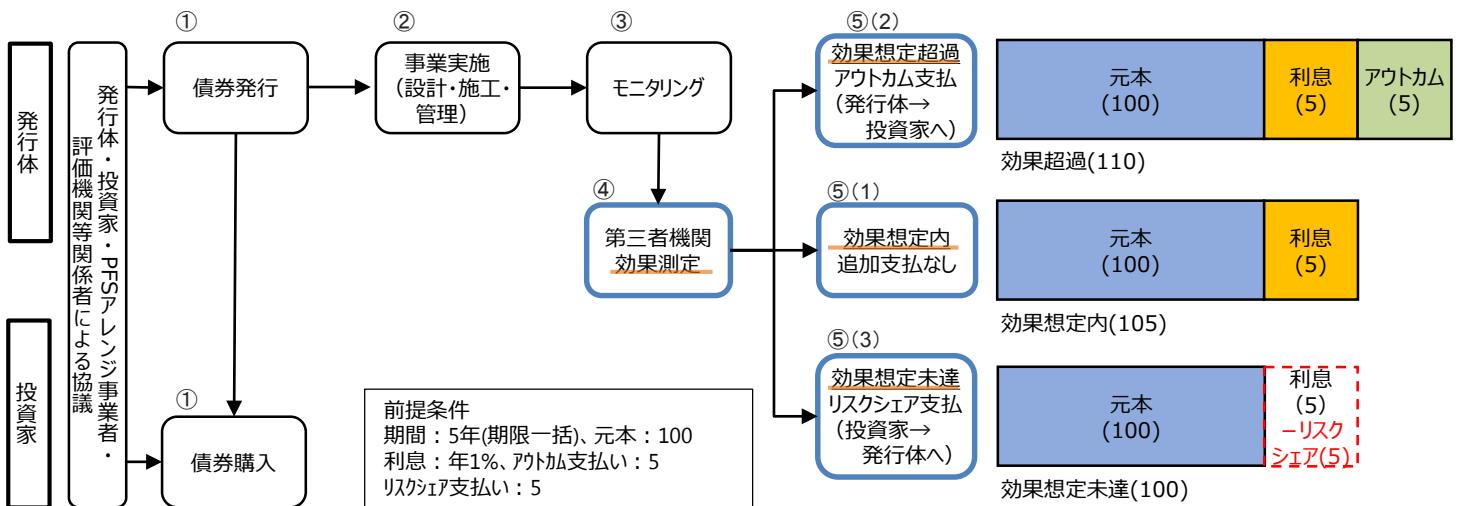 発行体
投資家
発行体・投資家・PFSアレンジ事業者・
評価機関等関係者による協議
①
債券発行
①
債券購入
②
事業実施
(設計・施工・
管理)
③
モニタリング
④
第三者機関
効果測定
⑤(2)
効果想定超過
アウトカム支払
(発行体→
投資家へ)
元本
(100)
利息
(5)
アウトカム
(5)
効果超過(110)
⑤(1)
効果想定内
追加支払なし
元本
(100)
利息
(5)
効果想定内(105)
⑤(3)
効果想定未達
リスクシェア支払
(投資家→
発行体へ)
元本
(100)
利息
(5)
−リスク
シェア(5)
効果想定未達(100)
前提条件
期間：5年(期限一括)、元本：100
利息：年1%、アウトカム支払い：5
リスクシェア支払い：5